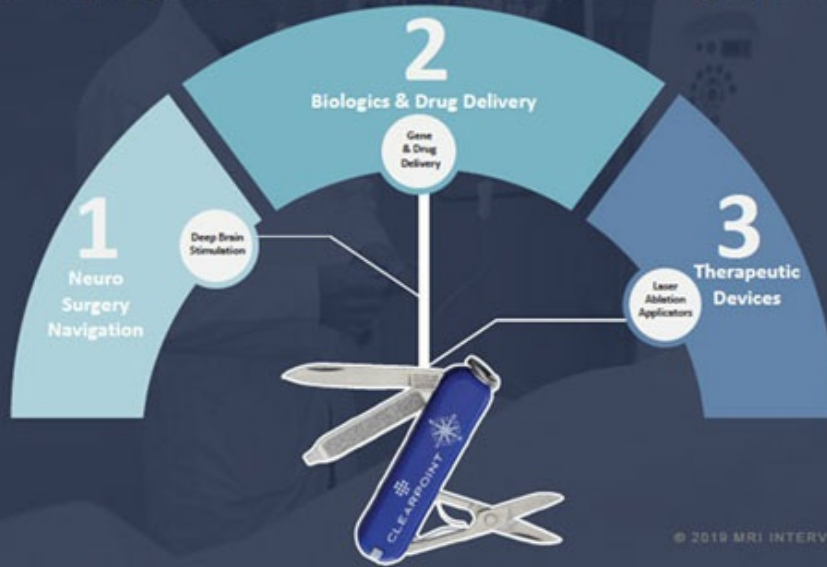 1
Neuro
Surgery
Navigation
Deep Brain
Stimulation
2
Biologics & Drug Delivery
Gene
& Drug
Delivery
3
Therapeutic
Devices
Laser
Ablation
Applicators
CLEARPOINT
© 2019 MRI INTERV